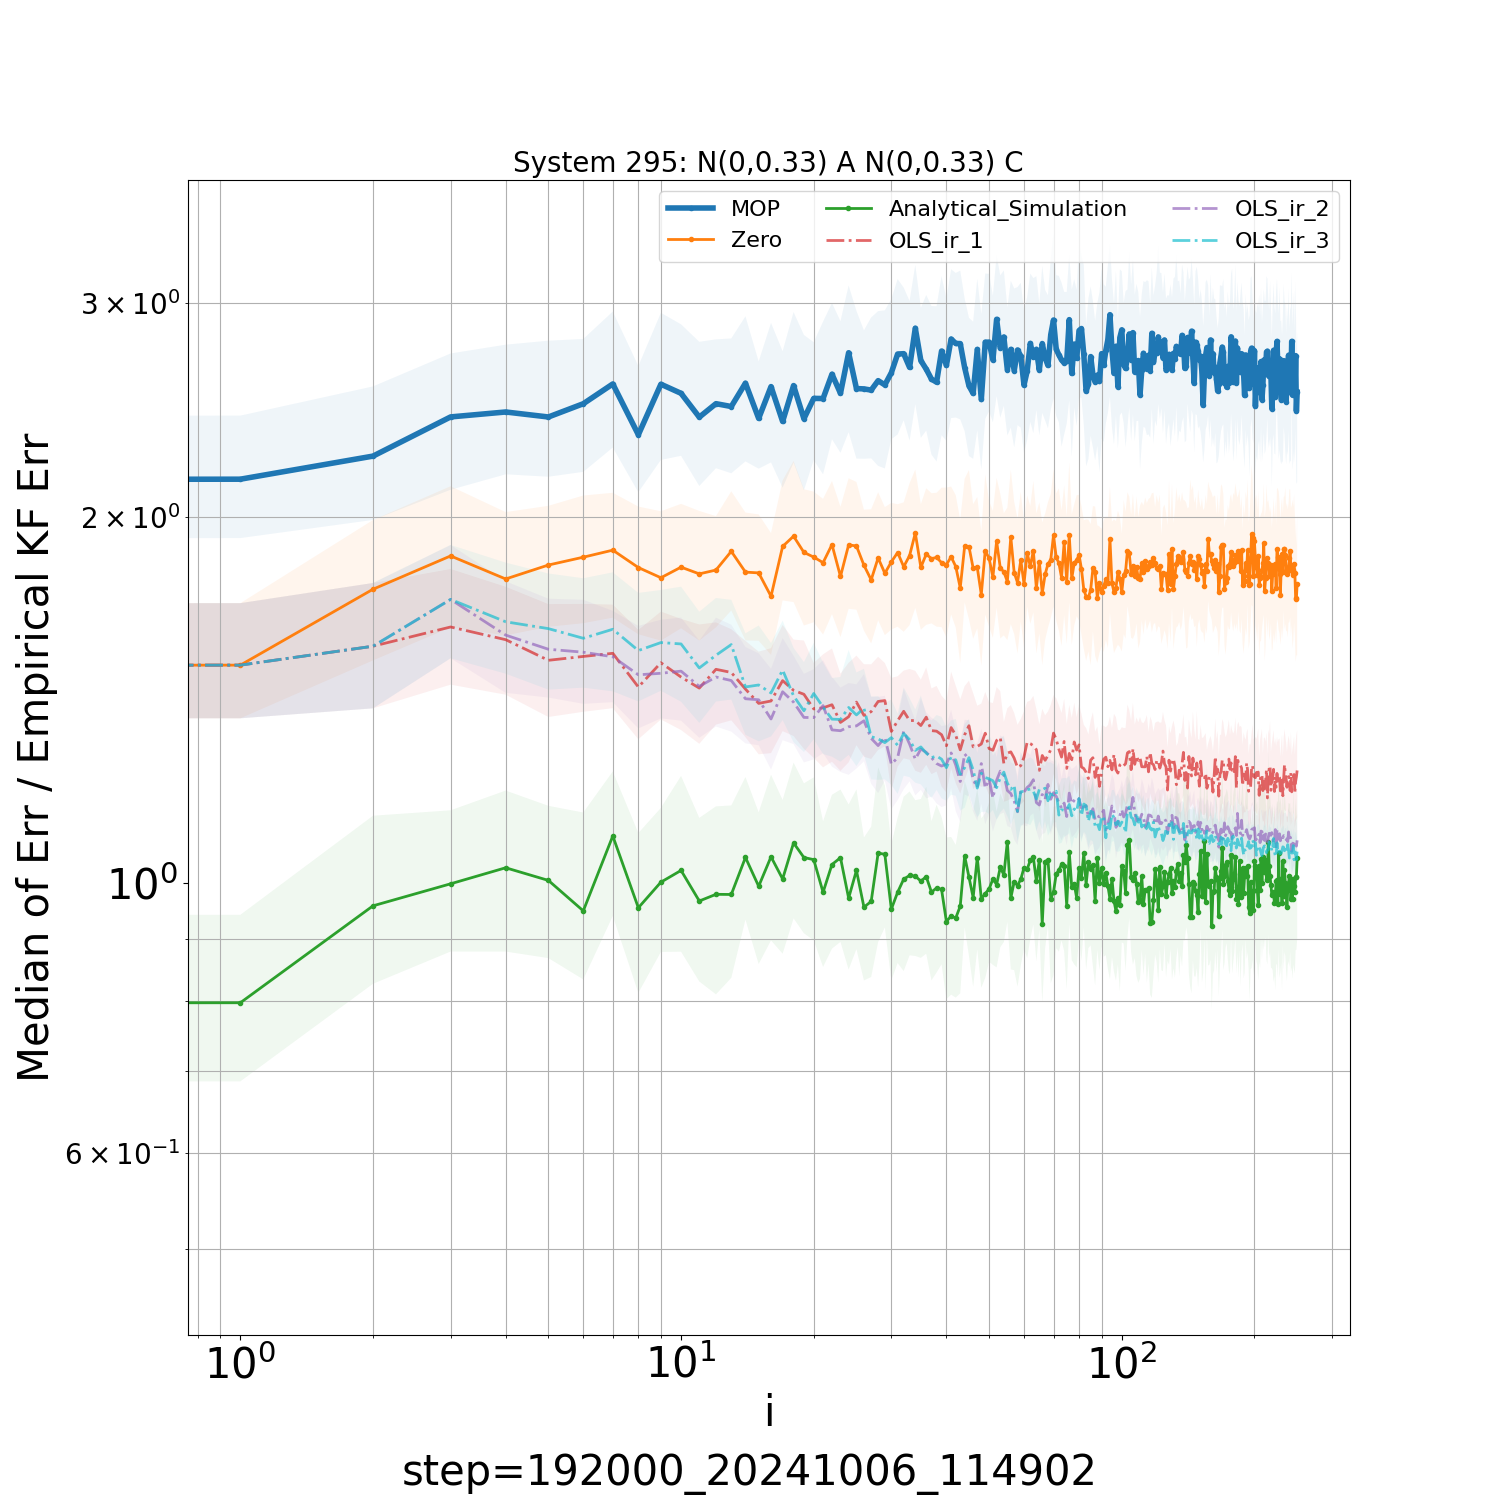 System 295: N(0,0.33) A N(0,0.33) C
MOP
Zero
Analytical_Simulation
OLS_ir_1
OLS_ir_2
OLS_ir_3
Median of Err / Empirical KF Err
3 × 10⁰
2 × 10⁰
10⁰
6 × 10⁻¹
10⁰
10¹
10²
i
step=192000_20241006_114902